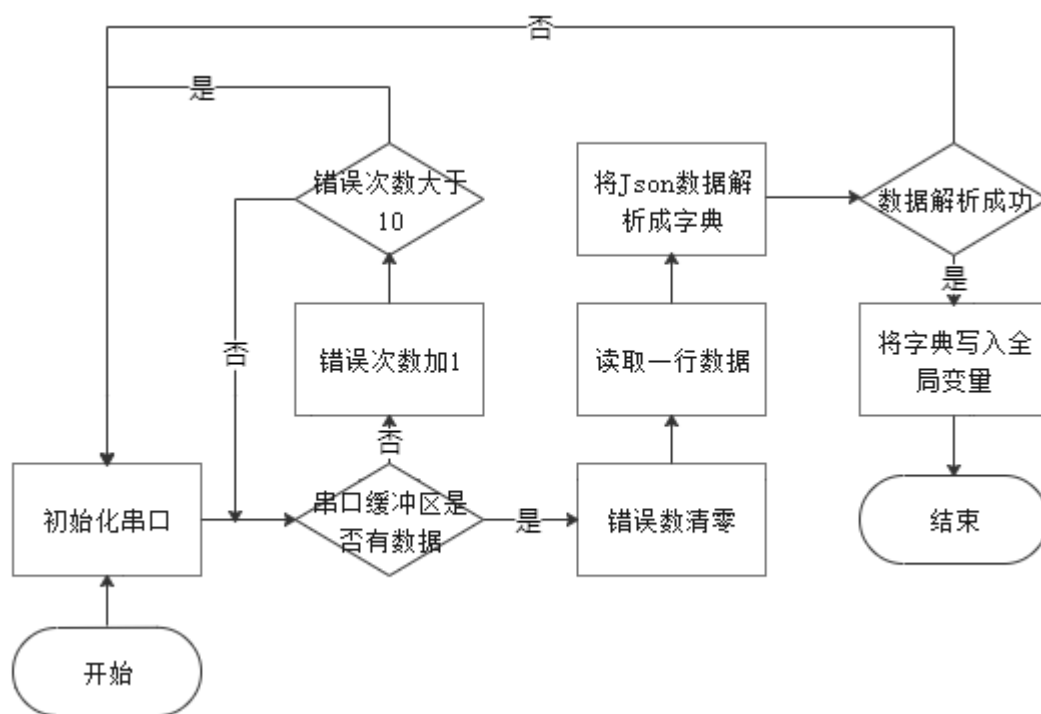 否
是
错误次数大于
10
将Json数据解
析成字典
数据解析成功
是
否
错误次数加1
读取一行数据
将字典写入全
局变量
否
初始化串口
串口缓冲区是
否有数据
是
错误数清零
结束
开始